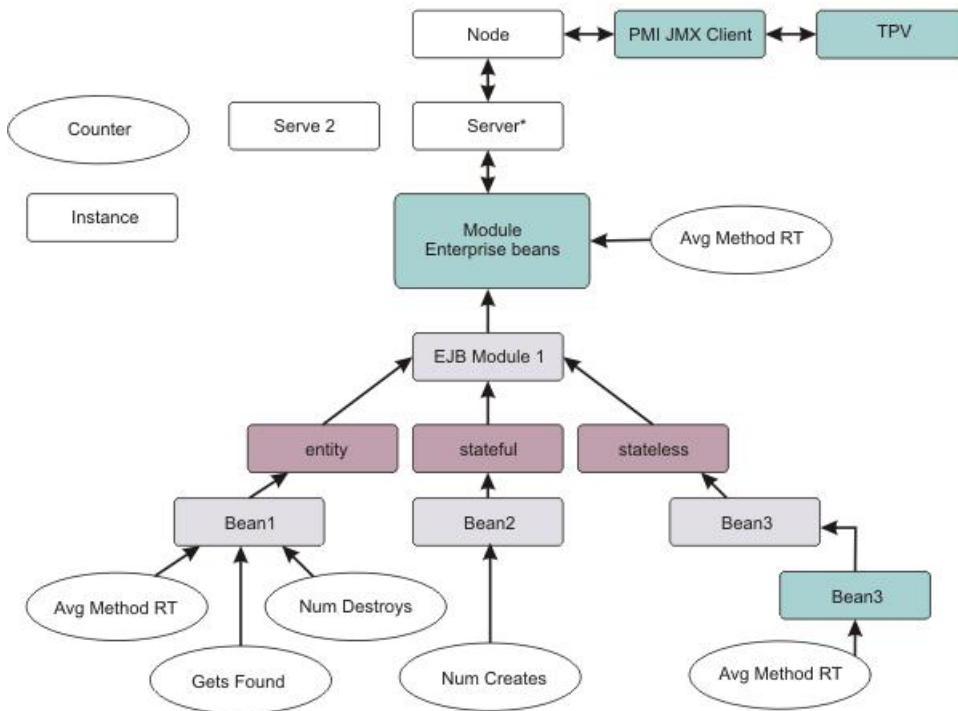 Node
PMI JMX Client
TPV
Counter
Serve 2
Server*
Instance
Module
Enterprise beans
Avg Method RT
EJB Module 1
entity
stateful
stateless
Bean1
Bean2
Bean3
Avg Method RT
Num Destroys
Bean3
Gets Found
Num Creates
Avg Method RT